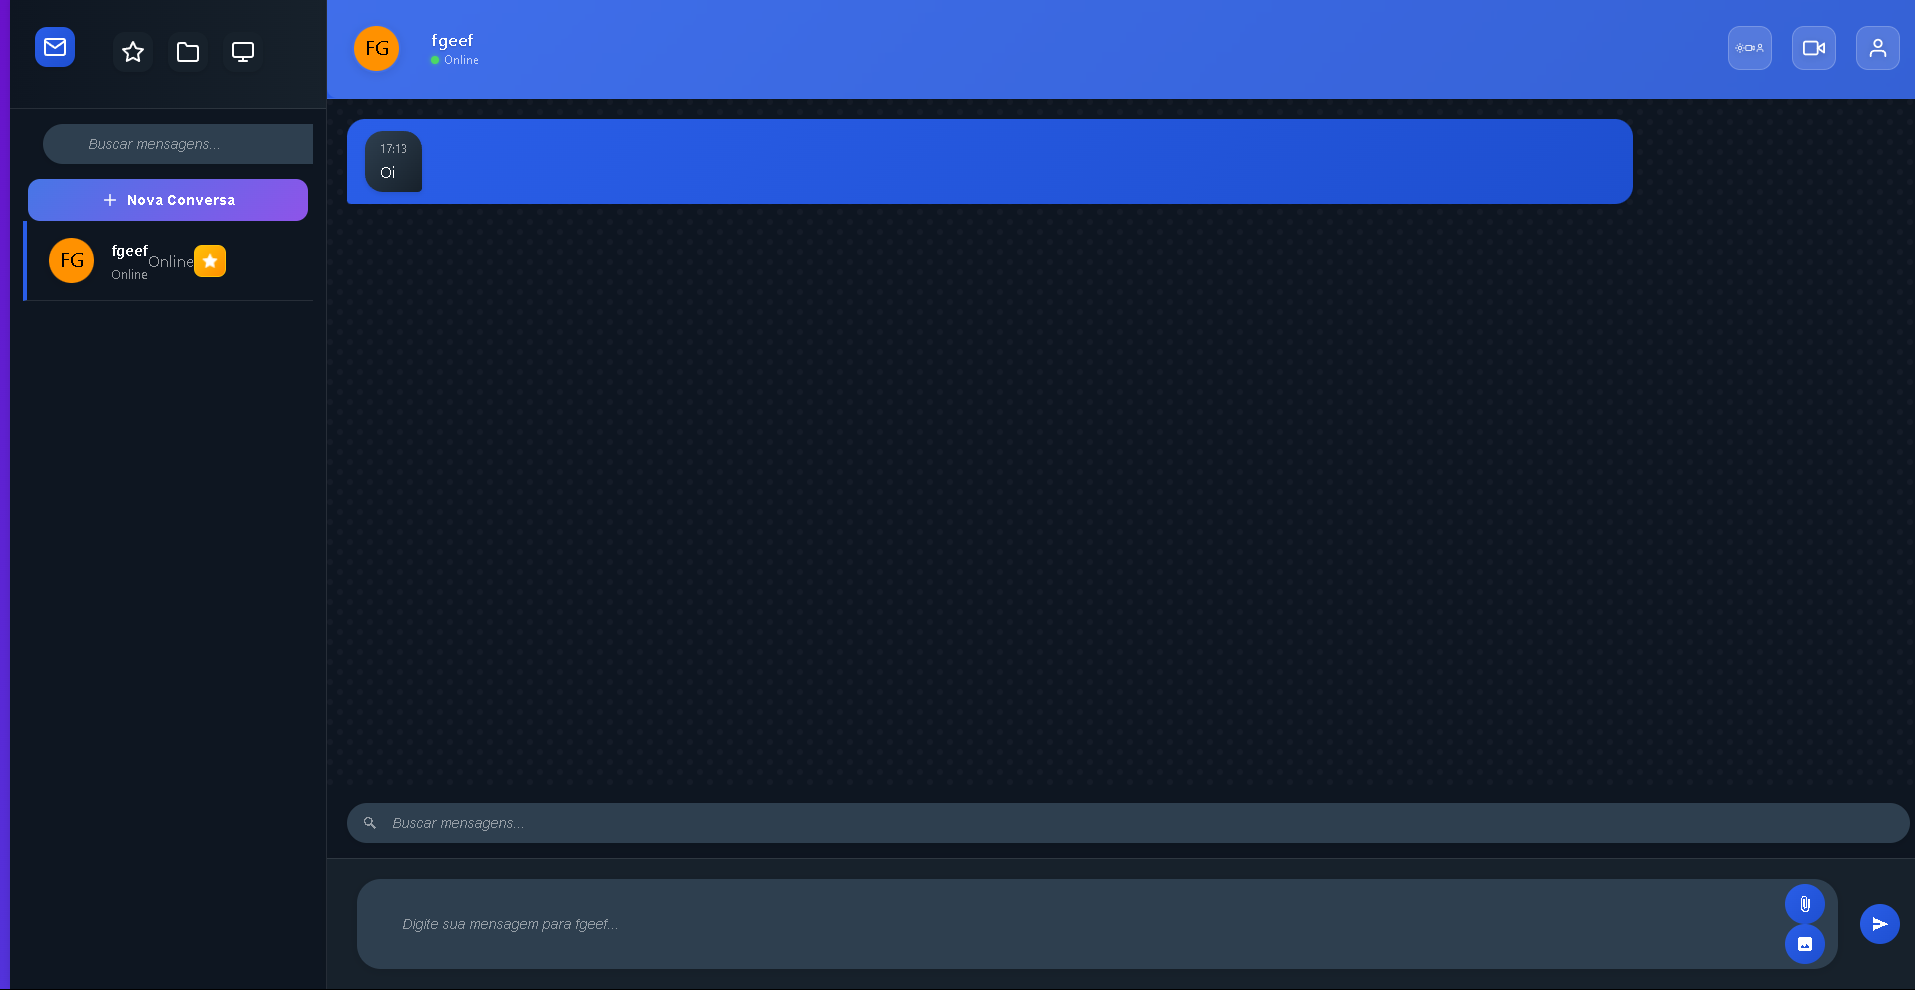 Buscar mensagens...
Nova Conversa
FG
fgeef
Online
Online
FG
fgeef
Online
17:13
Oi
Buscar mensagens...
Digite sua mensagem para fgeef...